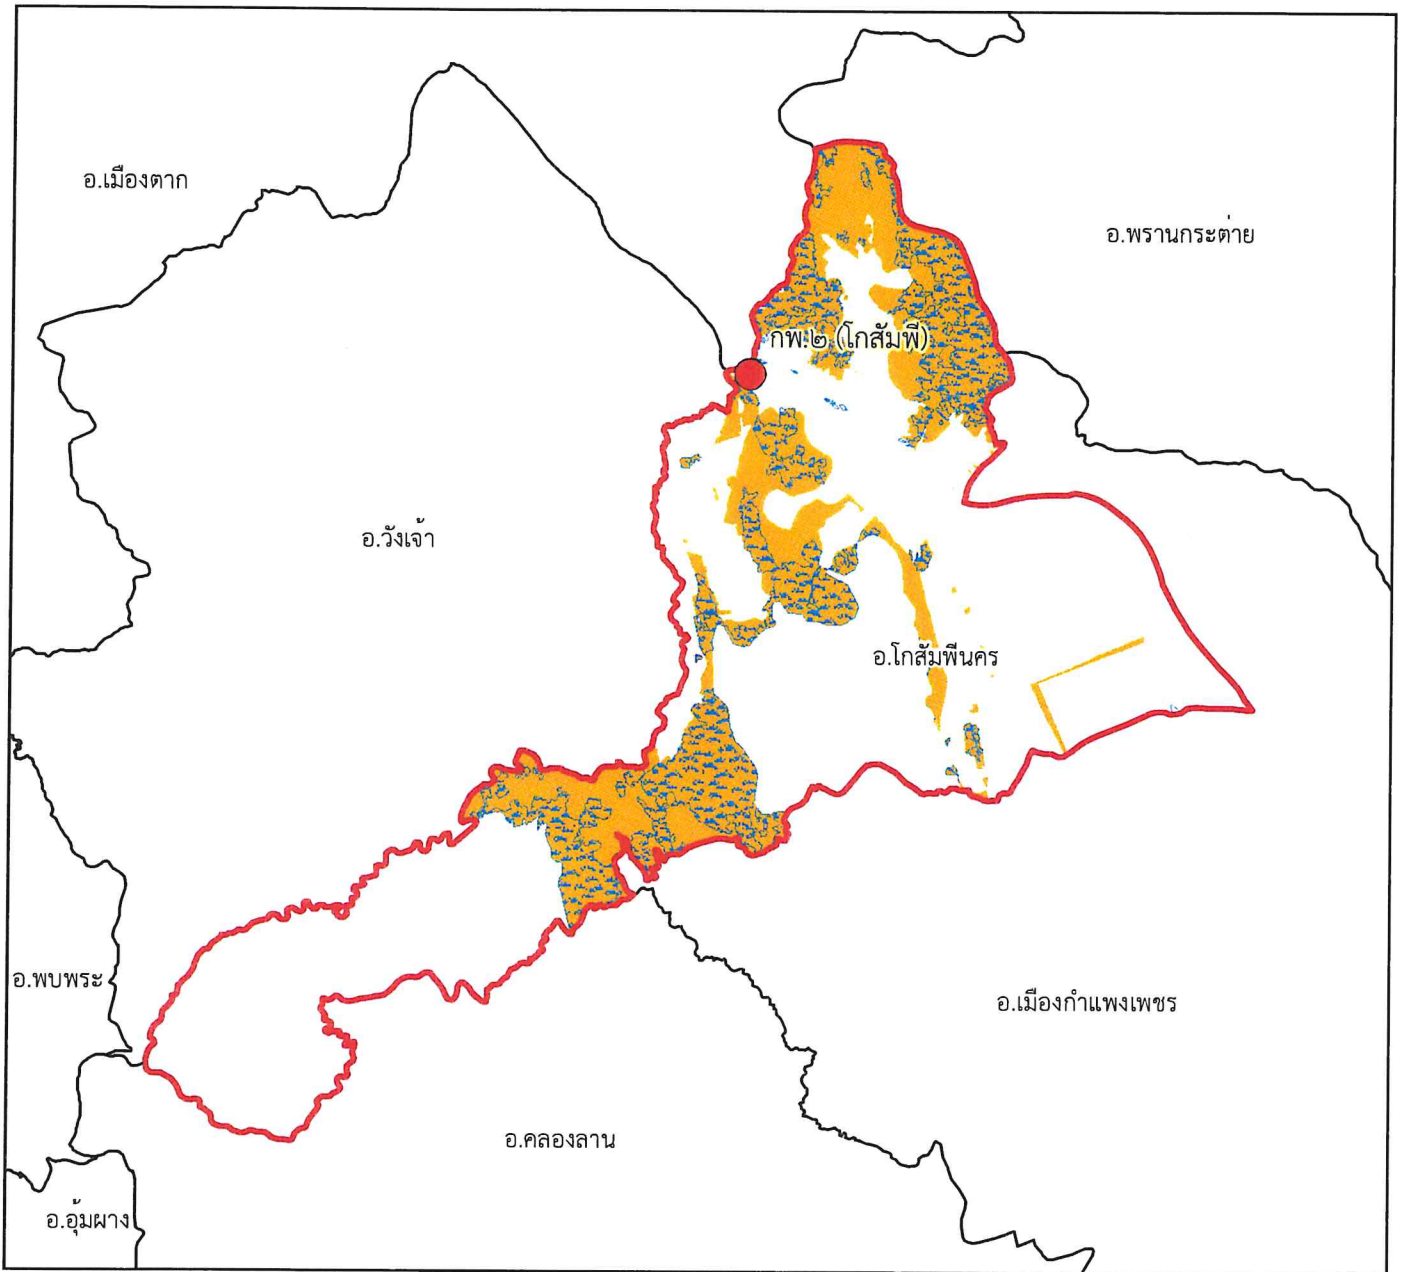 อ.เมืองตาก
อ.พรานกระต่าย
กพ.๒ (โกสัมพี)
อ.วังเจ้า
อ.โกสัมพีนคร
อ.พบพระ
อ.เมืองกำแพงเพชร
อ.คลองลาน
อ.อุ้มผาง